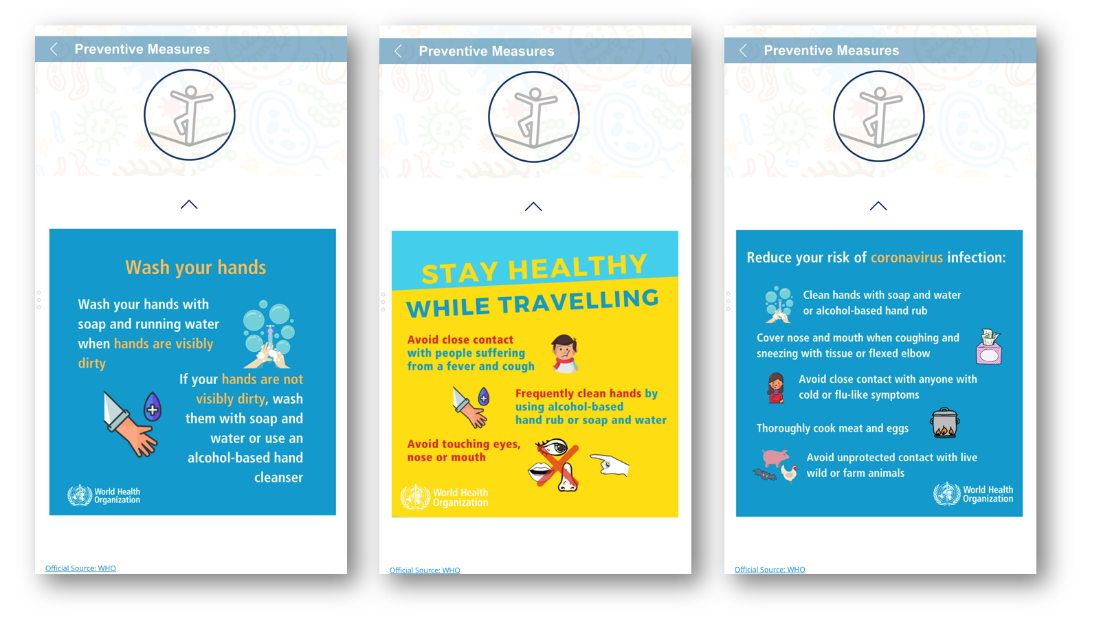 Preventive Measures
Wash your hands
Wash your hands with
soap and running water
when hands are visibly
dirty
If your hands are not
visibly dirty, wash
them with soap and
water or use an
alcohol-based hand
cleanser
World Health
Organization
Official Source: WHO
Preventive Measures
STAY HEALTHY
WHILE TRAVELLING
Avoid close contact
with people suffering
from a fever and cough
Frequently clean hands by
using alcohol-based
hand rub or soap and water
Avoid touching eyes,
nose or mouth
World Health
Organization
Official Source: WHO
Preventive Measures
Reduce your risk of coronavirus infection:
Clean hands with soap and water
or alcohol-based hand rub
Cover nose and mouth when coughing and
sneezing with tissue or flexed elbow
Avoid close contact with anyone with
cold or flu-like symptoms
Thoroughly cook meat and eggs
Avoid unprotected contact with live
wild or farm animals
World Health
Organization
Official Source: WHO